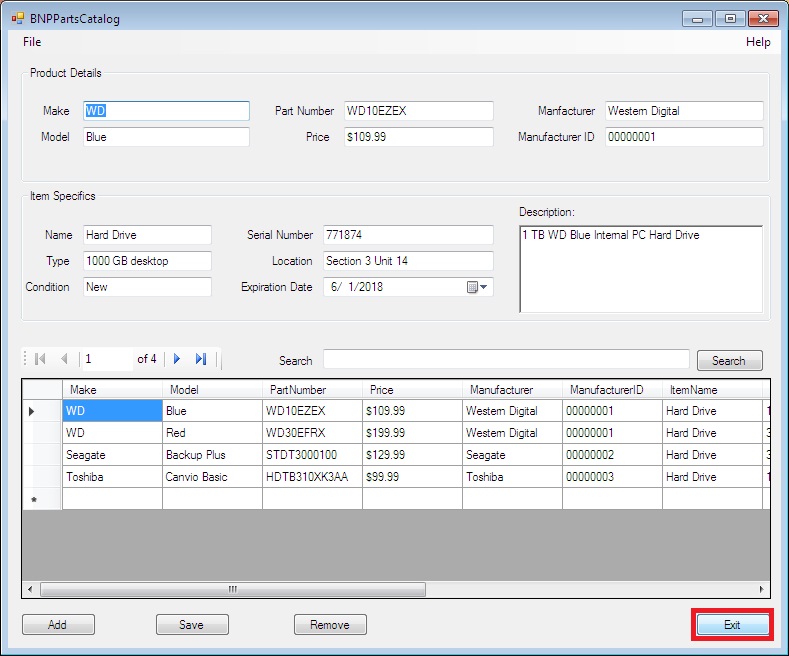 BNPPartsCatalog
File Help
Product Details
Make WD Part Number WD10EZEX Manfacturer Western Digital
Model Blue Price $109.99 Manufacturer ID 00000001
Item Specifics
Description:
Name Hard Drive Serial Number 771874 1 TB WD Blue Internal PC Hard Drive
Type 1000 GB desktop Location Section 3 Unit 14
Condition New Expiration Date 6/ 1/2018
1 of 4 Search Search
Make Model PartNumber Price Manufacturer ManufacturerID ItemName
WD Blue WD10EZEX $109.99 Western Digital 00000001 Hard Drive 1
WD Red WD30EFRX $199.99 Western Digital 00000001 Hard Drive 3
Seagate Backup Plus STDT3000100 $129.99 Seagate 00000002 Hard Drive 3
Toshiba Canvio Basic HDTB310XK3AA $99.99 Toshiba 00000003 Hard Drive 1
*
Add Save Remove Exit